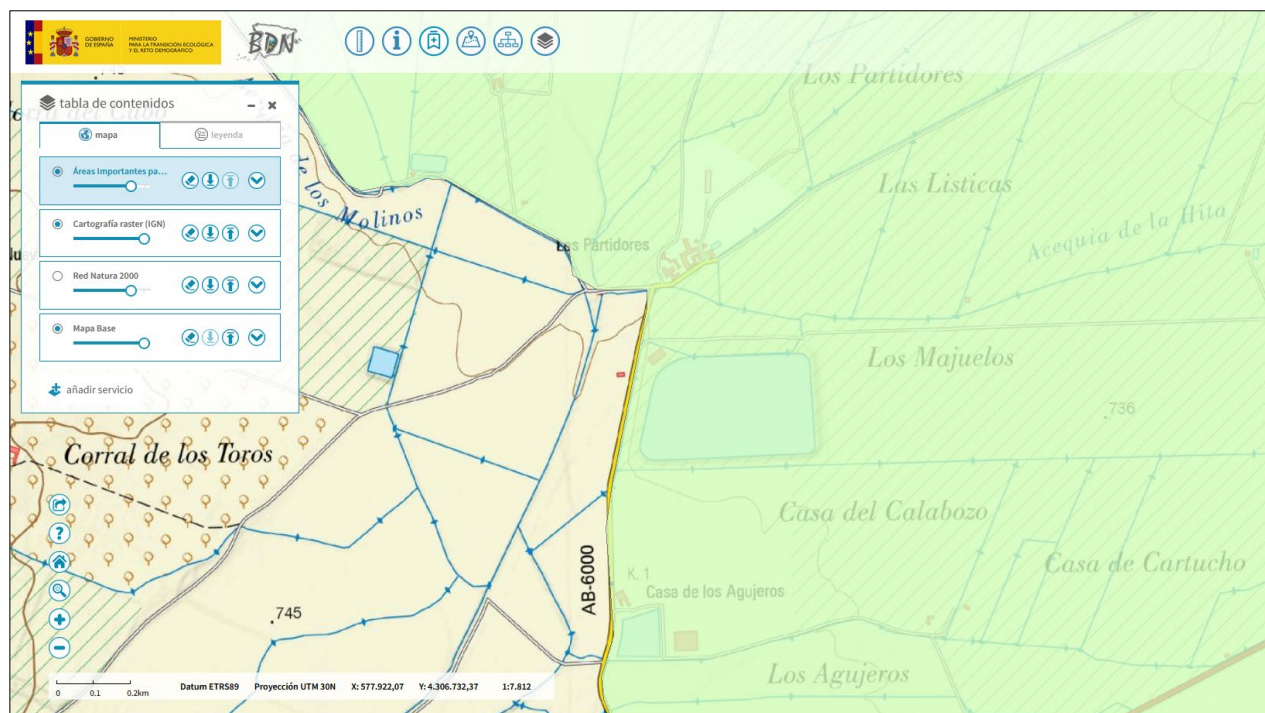 GOBIERNO
DE ESPAÑA
MINISTERIO
PARA LA TRANSICIÓN ECOLÓGICA
Y EL RETO DEMOGRÁFICO
BDN
Los Partidores
tabla de contenidos
mapa
leyenda
Áreas Importantes pa...
Cartografía raster (IGN)
Red Natura 2000
Mapa Base
añadir servicio
de los Molinos
Las Listicas
Acequia de la Hita
Los Partidores
Los Majuelos
736
Corral de los Toros
Casa del Calabozo
Casa de Cartucho
AB-6000
K. 1
Casa de los Agujeros
745
Los Agujeros
0 0.1 0.2km
Datum ETRS89 Proyección UTM 30N X: 577.922,07 Y: 4.306.732,37 1:7.812